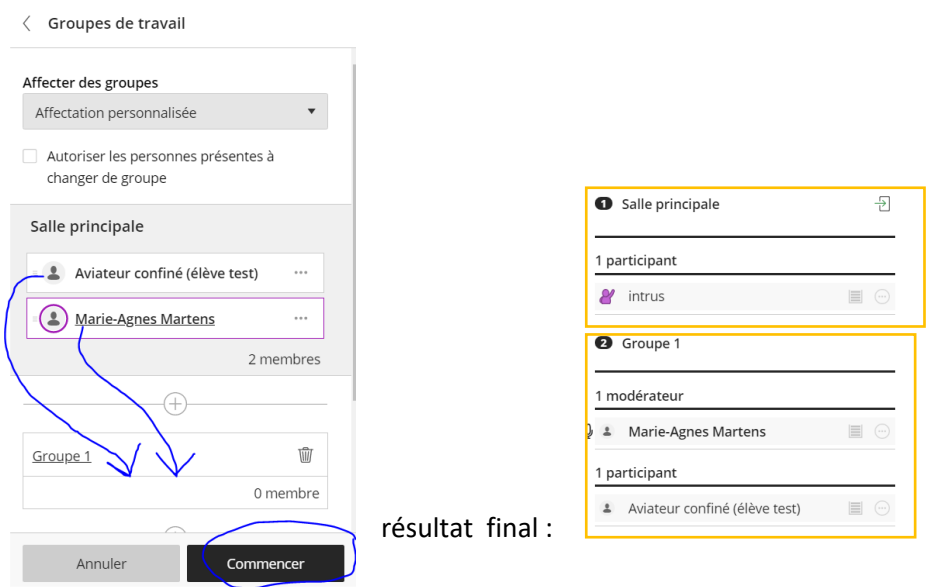 Groupes de travail
Affecter des groupes
Affectation personnalisée
Autoriser les personnes présentes à
changer de groupe
Salle principale
Aviateur confiné (élève test)
Marie-Agnes Martens
2 membres
Groupe 1
0 membre
Annuler
Commencer
résultat final :
1 Salle principale
1 participant
intrus
2 Groupe 1
1 modérateur
Marie-Agnes Martens
1 participant
Aviateur confiné (élève test)